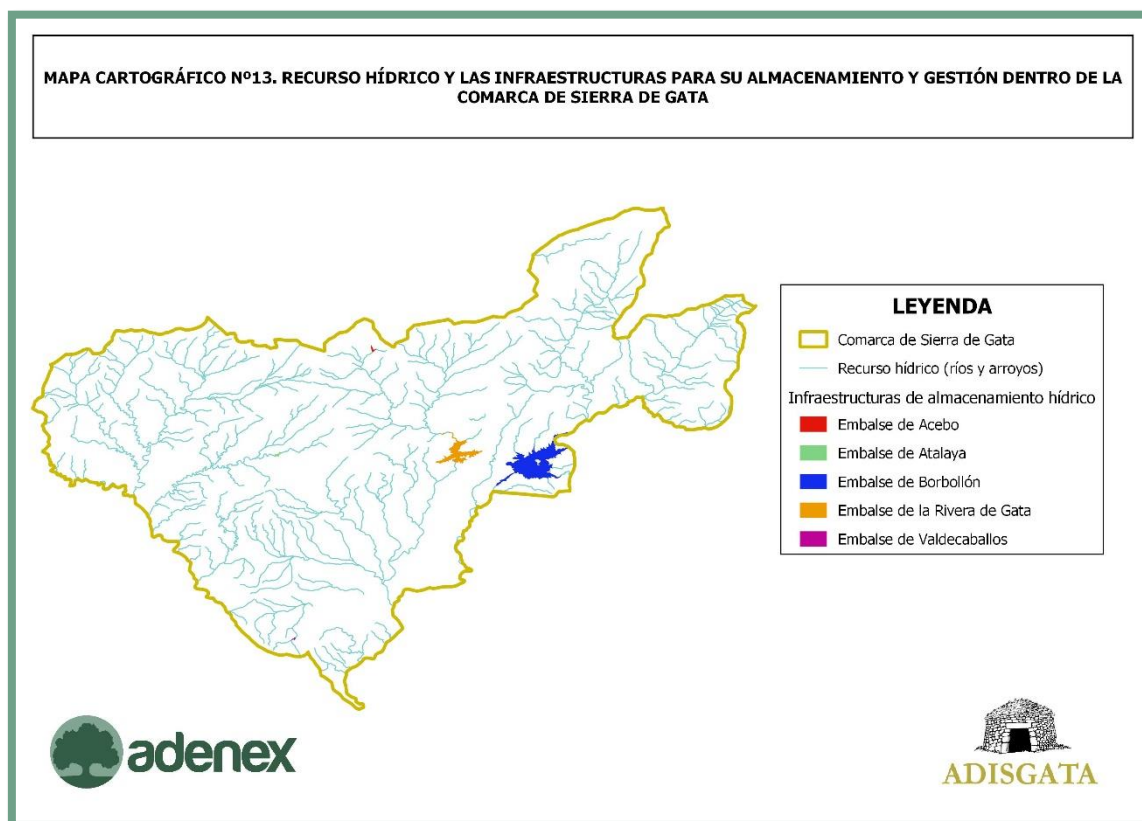 MAPA CARTOGRÁFICO Nº13. RECURSO HÍDRICO Y LAS INFRAESTRUCTURAS PARA SU ALMACENAMIENTO Y GESTIÓN DENTRO DE LA
COMARCA DE SIERRA DE GATA
LEYENDA
Comarca de Sierra de Gata
Recurso hídrico (ríos y arroyos)
Infraestructuras de almacenamiento hídrico
Embalse de Acebo
Embalse de Atalaya
Embalse de Borbollón
Embalse de la Rivera de Gata
Embalse de Valdecaballos
adenex
ADISGATA